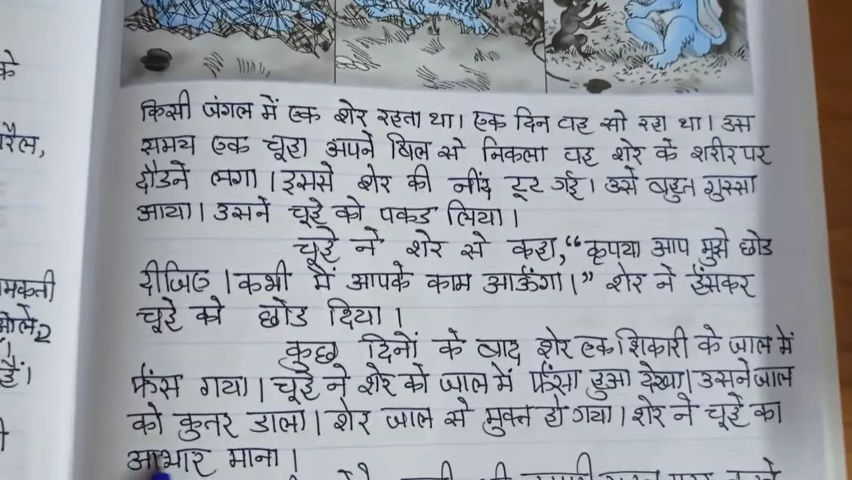 के
रैल,
किसी जंगल में एक शेर रहता था। एक दिन वह सो रहा था। उस
समय एक चूहा अपने बिल से निकला वह शेर के शरीर पर
दौडने लगा। इससे शेर की नींद टूट गई। उसे बहुत गुस्सा
आया। उसने चूहे को पकड लिया।
चूहे ने शेर से कहा, “कृपया आप मुझे छोड
दीजिए। कभी मैं आपके काम आऊँगा।” शेर ने हँसकर
चूहे को छोड दिया।
कुछ दिनों के बाद शेर एक शिकारी के जाल में
फँस गया। चूहे ने शेर को जाल में फँसा हुआ देखा। उसने जाल
को कुतर डाला। शेर जाल से मुक्त हो गया। शेर ने चूहे का
आभार माना।